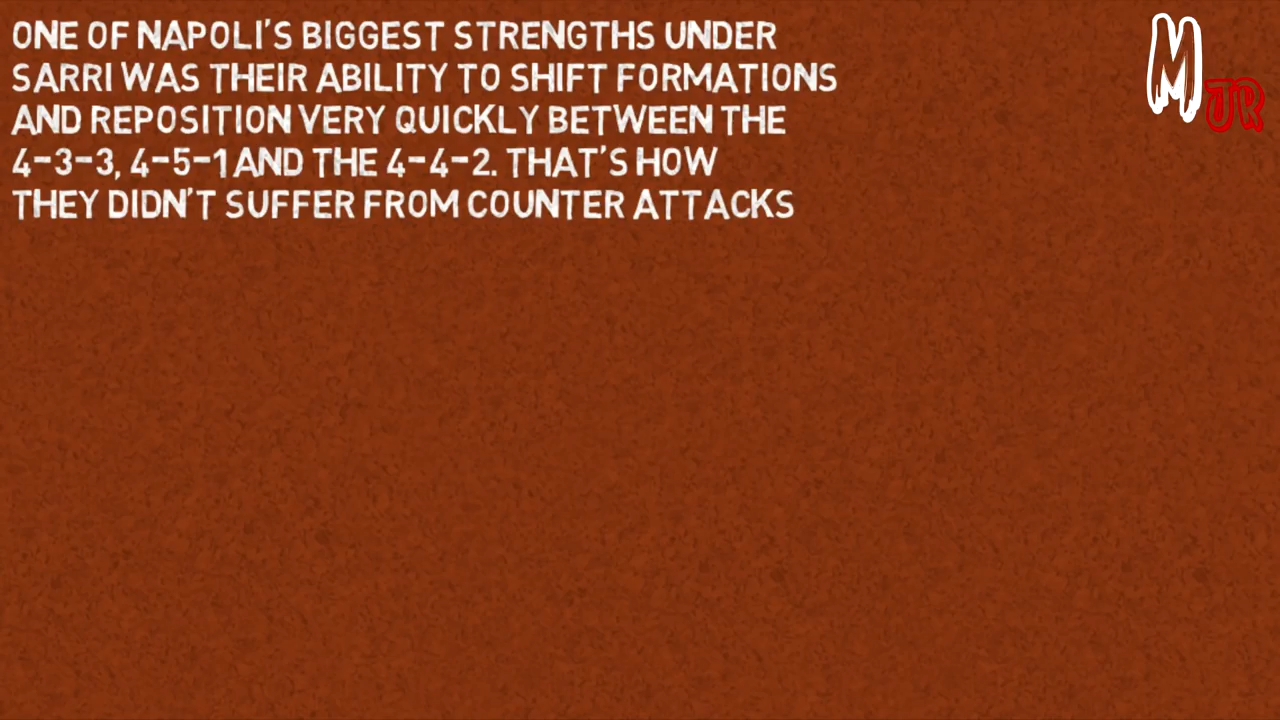 ONE OF NAPOLI'S BIGGEST STRENGTHS UNDER
SARRI WAS THEIR ABILITY TO SHIFT FORMATIONS
AND REPOSITION VERY QUICKLY BETWEEN THE
4-3-3, 4-5-1 AND THE 4-4-2. THAT'S HOW
THEY DIDN'T SUFFER FROM COUNTER ATTACKS
M JR